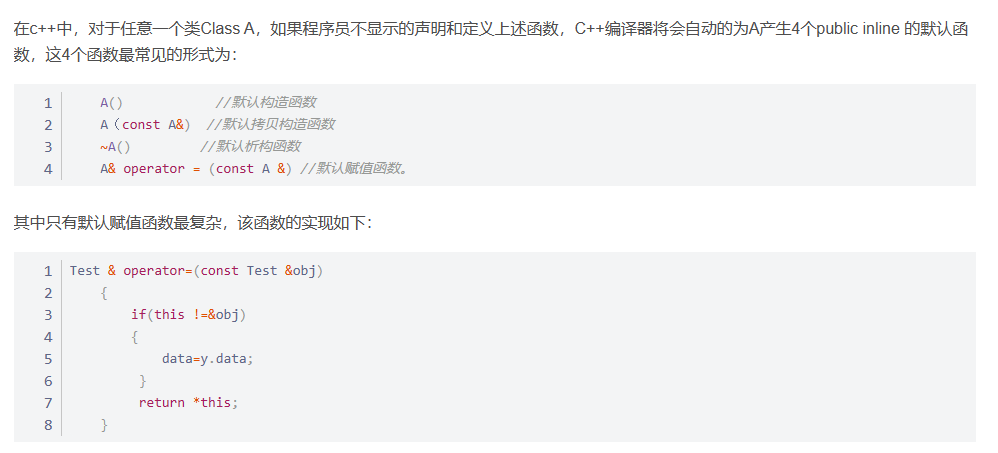 在c++中，对于任意一个类Class A，如果程序员不显示的声明和定义上述函数，C++编译器将会自动的为A产生4个public inline 的默认函
数，这4个函数最常见的形式为：
1 A() //默认构造函数
2 A（const A&) //默认拷贝构造函数
3 ~A() //默认析构函数
4 A& operator = (const A &) //默认赋值函数。
其中只有默认赋值函数最复杂，该函数的实现如下：
1 Test & operator=(const Test &obj)
2 {
3 if(this !=&obj)
4 {
5 data=y.data;
6 }
7 return *this;
8 }